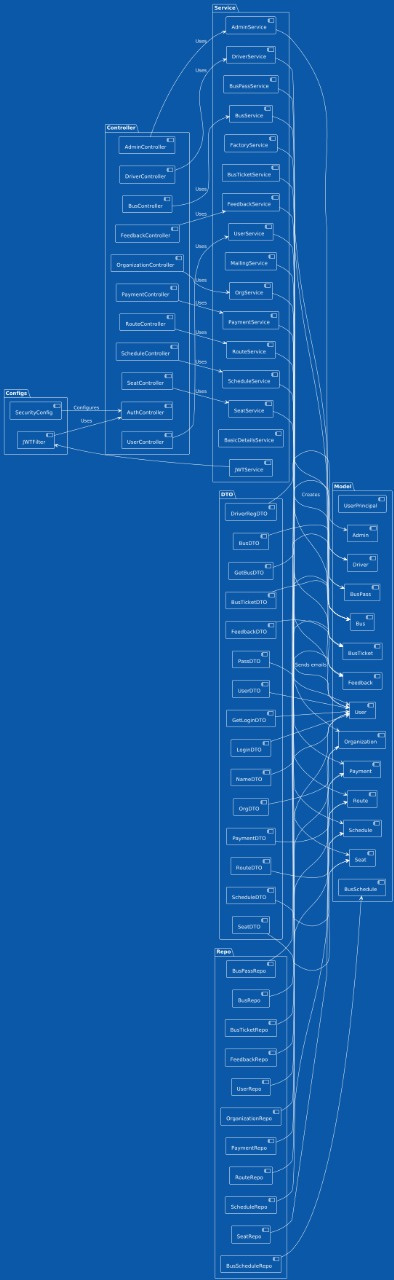 Service
AdminService
DriverService
BusPassService
BusService
FactoryService
BusTicketService
FeedbackService
UserService
MailingService
OrgService
PaymentService
RouteService
ScheduleService
SeatService
BasicDetailsService
JWTService
Controller
AdminController
DriverController
BusController
FeedbackController
OrganizationController
PaymentController
RouteController
ScheduleController
SeatController
AuthController
UserController
Uses
Uses
Uses
Uses
Uses
Uses
Uses
Uses
Uses
Uses
Configs
SecurityConfig
JWTFilter
Configures
Uses
DTO
DriverRegDTO
BusDTO
GetBusDTO
BusTicketDTO
FeedbackDTO
PassDTO
UserDTO
GetLoginDTO
LoginDTO
NameDTO
OrgDTO
PaymentDTO
RouteDTO
ScheduleDTO
SeatDTO
Creates
Sends emails
Model
UserPrincipal
Admin
Driver
BusPass
Bus
BusTicket
Feedback
User
Organization
Payment
Route
Schedule
Seat
BusSchedule
Repo
BusPassRepo
BusRepo
BusTicketRepo
FeedbackRepo
UserRepo
OrganizationRepo
PaymentRepo
RouteRepo
ScheduleRepo
SeatRepo
BusScheduleRepo